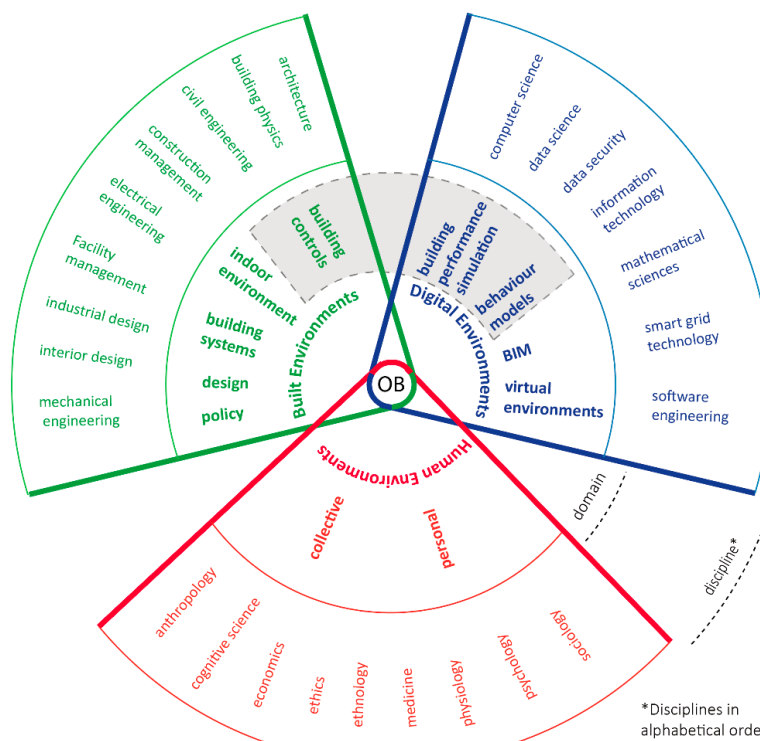 architecture
building physics
civil engineering
construction
management
electrical
engineering
Facility
management
industrial design
interior design
mechanical
engineering
building
controls
indoor
environment
building
systems
design
policy
Built Environments
computer science
data science
data security
information
technology
mathematical
sciences
smart grid
technology
software
engineering
building
performance
simulation
behaviour
models
BIM
virtual
environments
Digital Environments
OB
Human Environments
collective
personal
anthropology
cognitive science
economics
ethics
ethnology
medicine
physiology
psychology
sociology
domain
discipline*
*Disciplines in
alphabetical orde